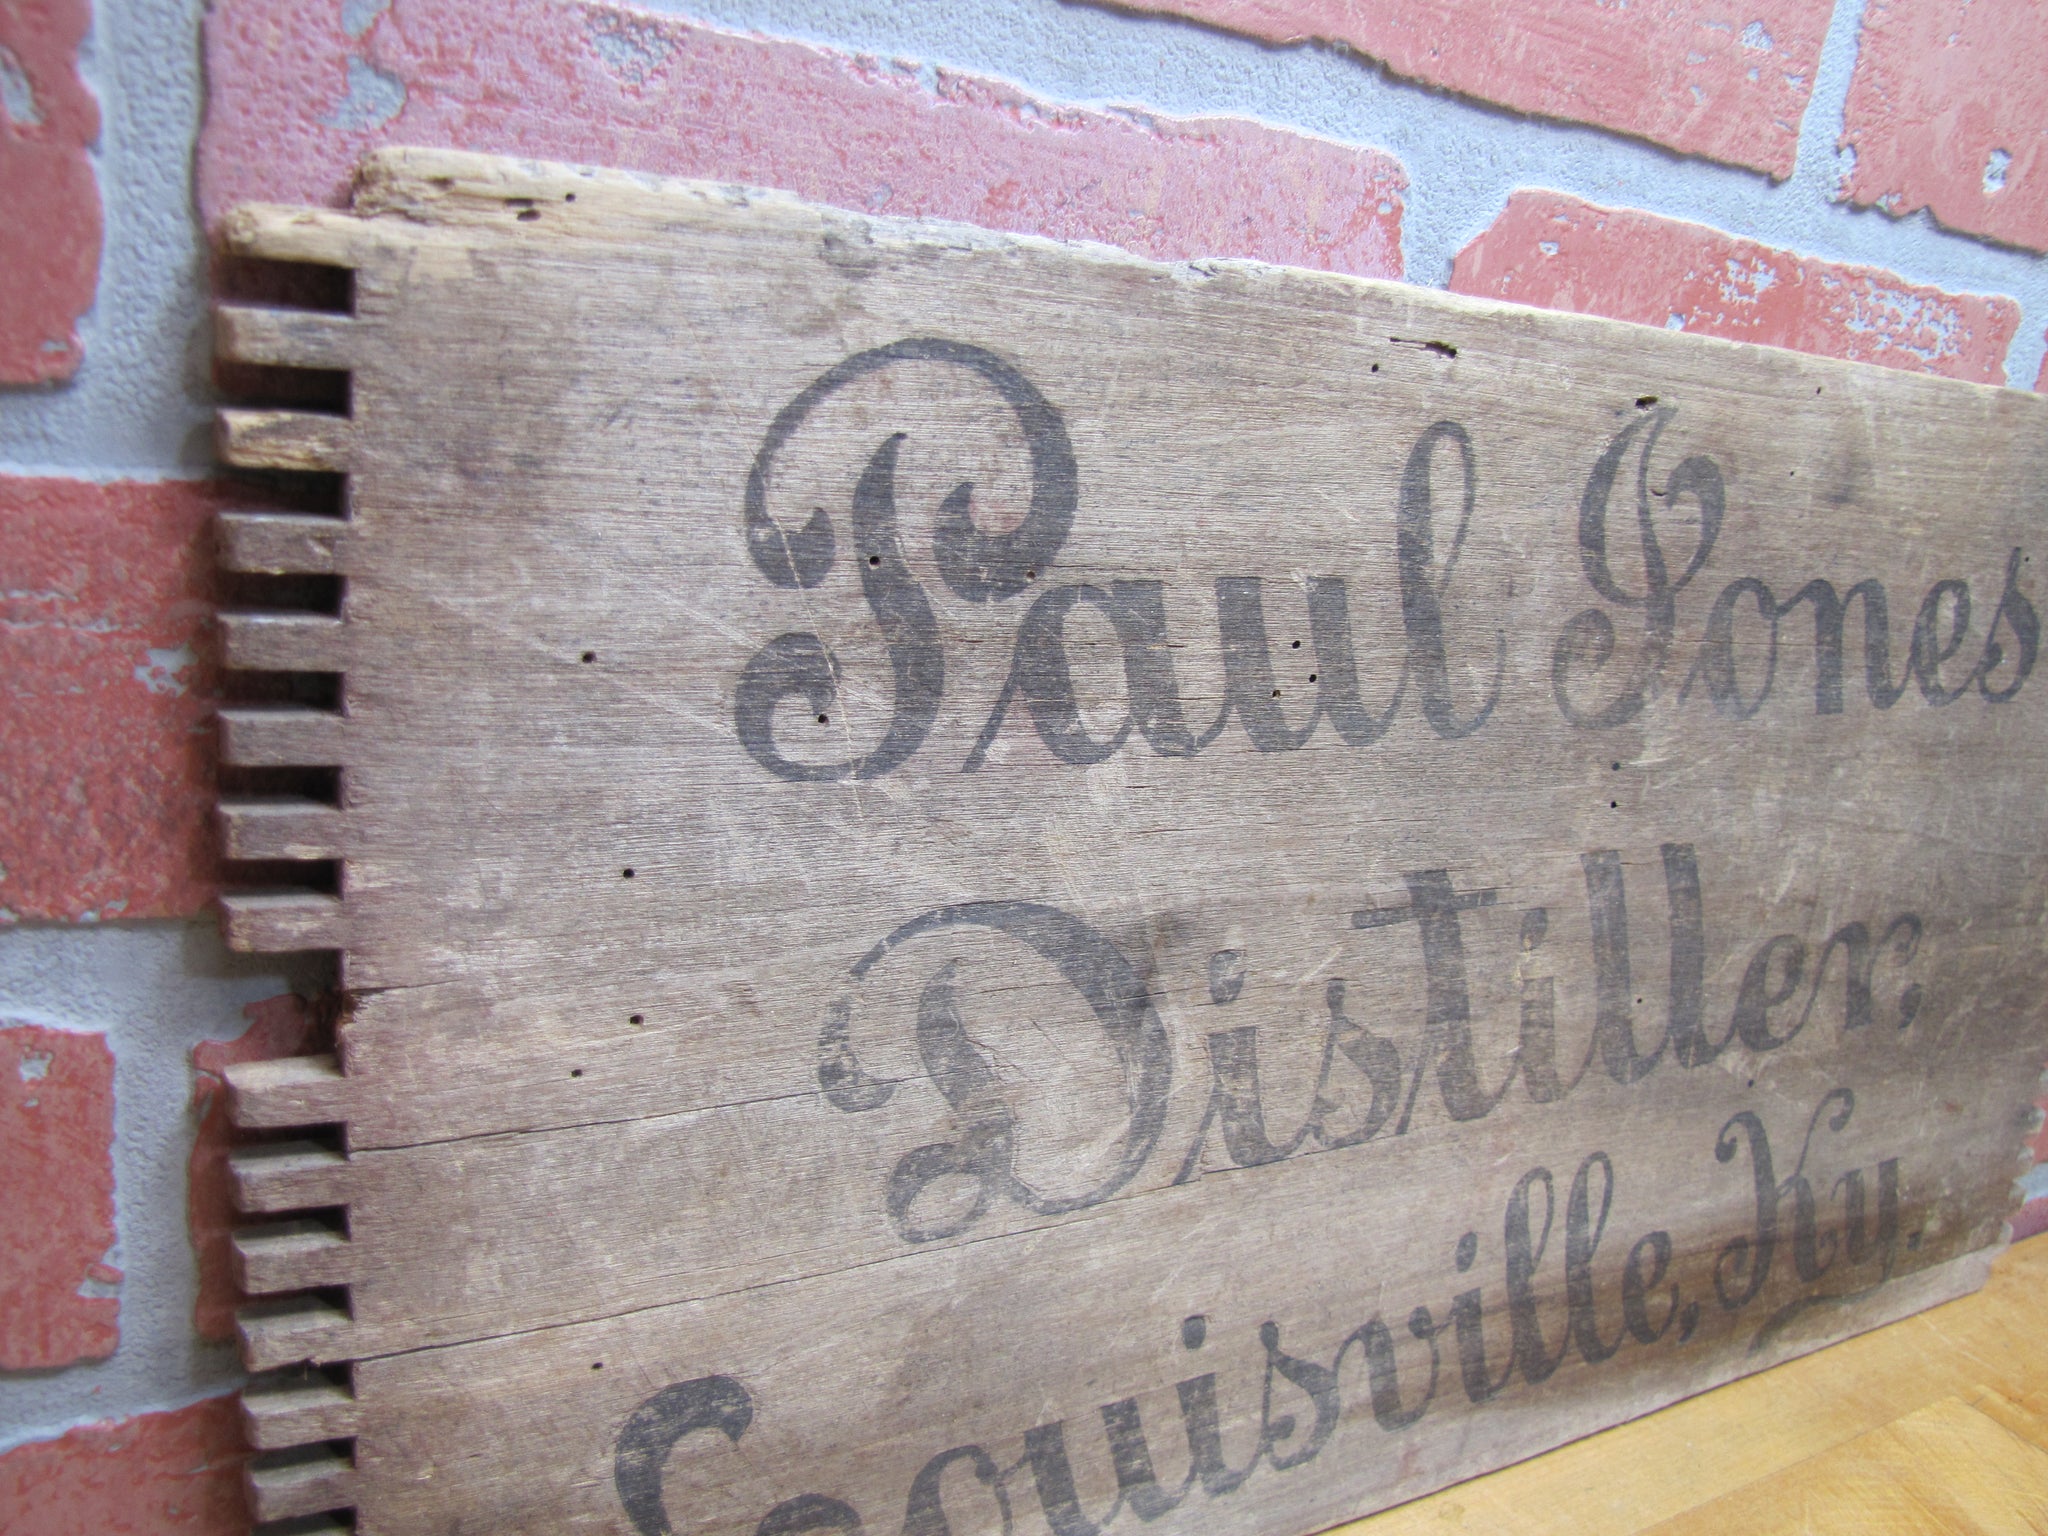 Paul Jones
Distiller,
Louisville, Ky.